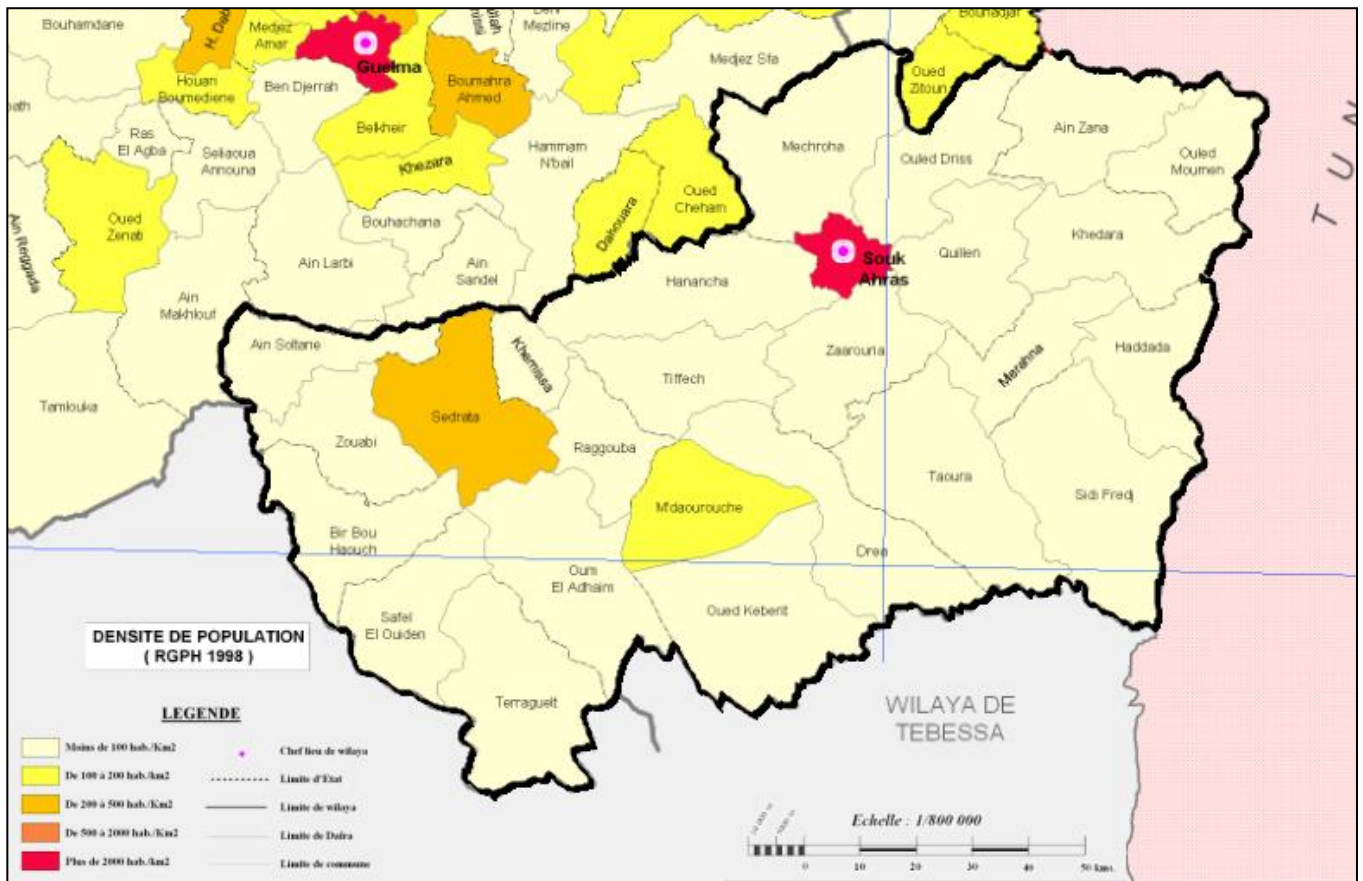 Bouhamdane
H. Dab
Medjez
Amar
Guelma
Houari
Boumediene
Ben Djerrah
Boumahra
Ahmed
Mezline
Medjez Sfa
Bouhadjar
Oued
Zitoun
Ras
El Agba
Sellaoua
Announa
Belkheir
Khezara
Hammam
N'bail
Mechroha
Ouled Driss
Ain Zana
Ouled
Moumen
TUN
Oued
Zenati
Ain Reggada
Bouhachana
Dahouara
Oued
Cheham
Ain Larbi
Ain
Sandel
Hanancha
Souk
Ahras
Quillen
Khedara
Ain
Makhlouf
Ain Soltane
Khemissa
Tiffech
Zaarouria
Merahna
Haddada
Tamlouka
Sedrata
Zouabi
Raggouba
Taoura
Sidi Fredj
M'daourouche
Bir Bou
Haouch
Drea
Oum
El Adhaim
Oued Keberit
Safel
El Ouiden
Terraguelt
WILAYA DE
TEBESSA
DENSITE DE POPULATION
( RGPH 1998 )
LEGENDE
Moins de 100 hab./Km2
De 100 à 200 hab./km2
De 200 à 500 hab./Km2
De 500 à 2000 hab./Km2
Plus de 2000 hab./km2
Chef lieu de wilaya
Limite d'Etat
Limite de wilaya
Limite de Daïra
Limite de commune
Echelle : 1/800 000
0 10 20 30 40 50 kms.